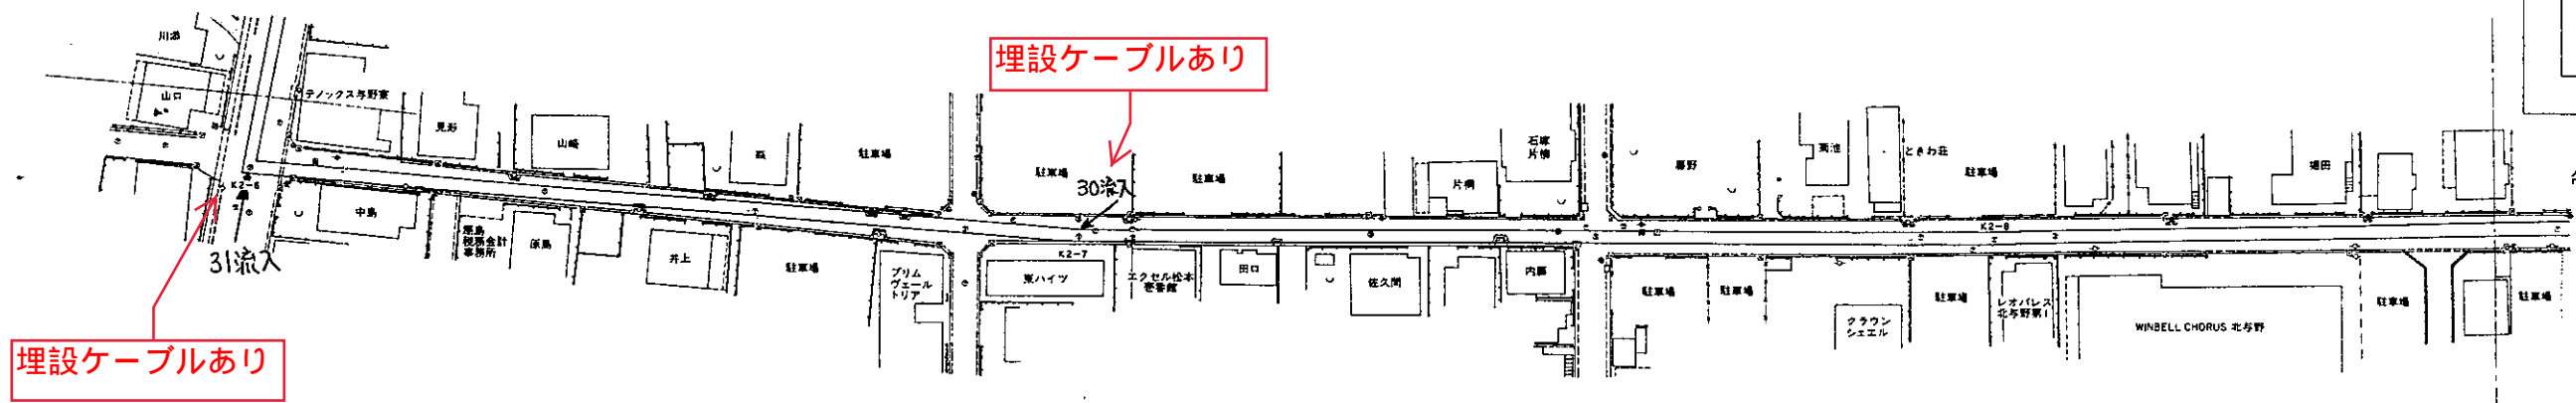 川添
埋設ケーブルあり
山口
テノックス与野寮
見形
山崎
駐車場
駐車場
30流入
駐車場
石塚
片桐
片桐
暮野
菊池
ときわ荘
駐車場
堀田
K2-6
31流入
中島
原島
税務会計
事務所
原島
井上
駐車場
プリム
ヴェール
トリア
K2-7
東ハイツ
エクセル松本
壱番館
田口
佐久間
内藤
K2-8
駐車場
駐車場
クラウン
シェエル
駐車場
レオパレス
北与野第1
WINBELL CHORUS 北与野
駐車場
駐車場
埋設ケーブルあり